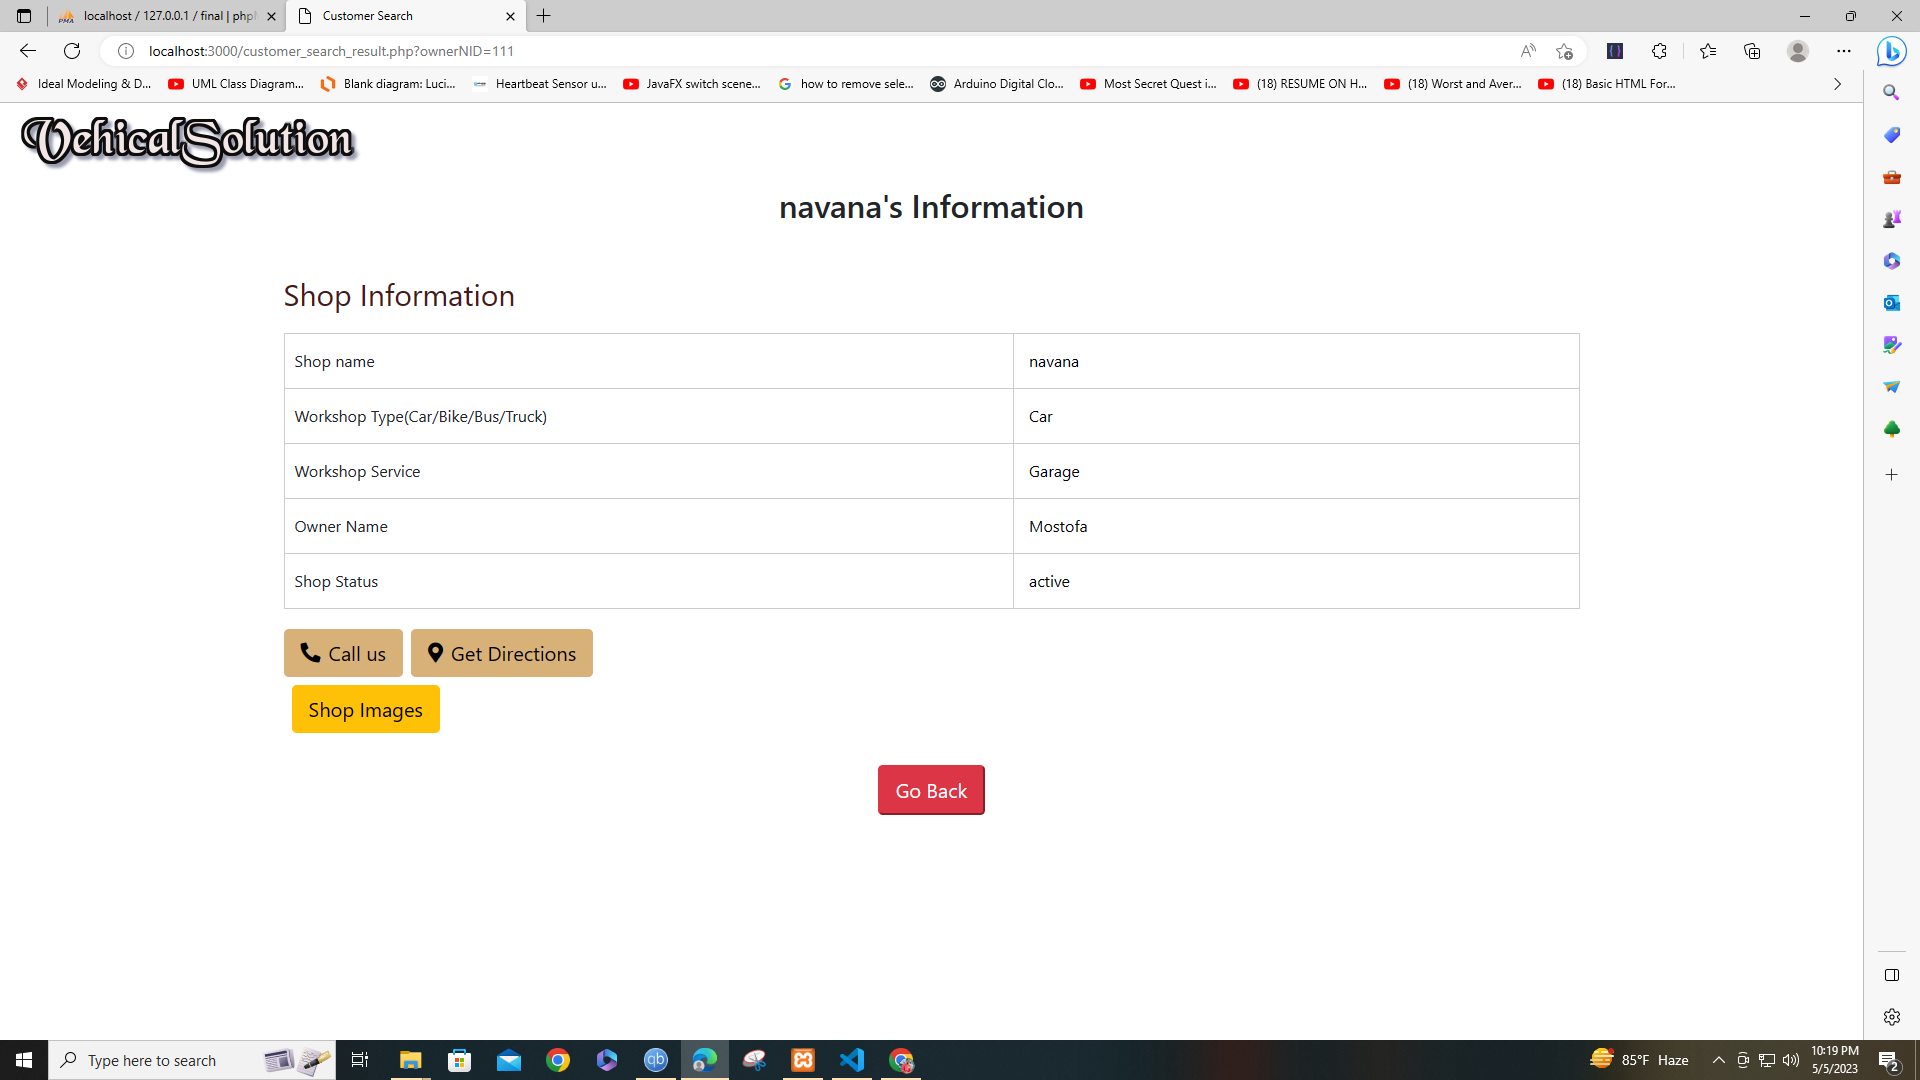 localhost / 127.0.0.1 / final | phpM
Customer Search
localhost:3000/customer_search_result.php?ownerNID=111
Ideal Modeling & D...
UML Class Diagram...
Blank diagram: Luci...
Heartbeat Sensor u...
JavaFX switch scene...
how to remove sele...
Arduino Digital Clo...
Most Secret Quest i...
(18) RESUME ON H...
(18) Worst and Aver...
(18) Basic HTML For...
VehicalSolution
navana's Information
Shop Information
Shop name navana
Workshop Type(Car/Bike/Bus/Truck) Car
Workshop Service Garage
Owner Name Mostofa
Shop Status active
Call us
Get Directions
Shop Images
Go Back
Type here to search
85°F Haze
10:19 PM
5/5/2023
2